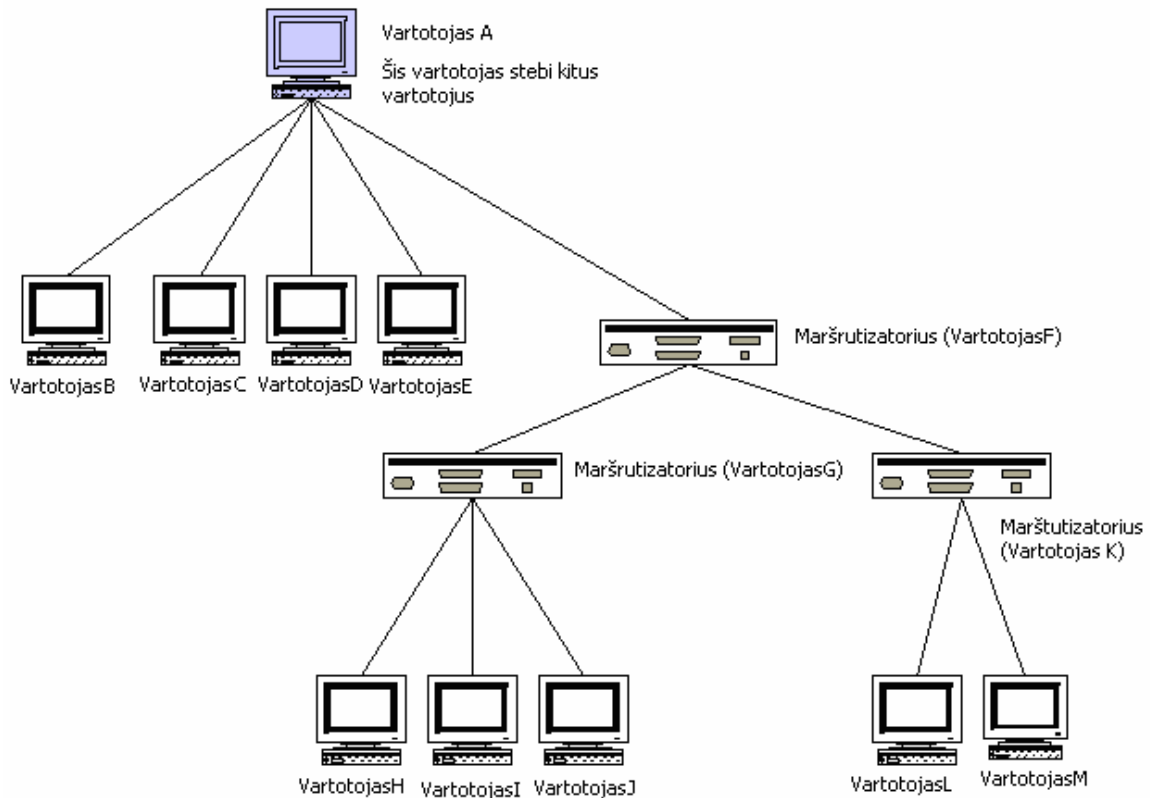 Vartotojas A
Šis vartotojas stebi kitus
vartotojus
VartotojasB
VartotojasC
VartotojasD
VartotojasE
Maršrutizatorius (VartotojasF)
Maršrutizatorius (VartotojasG)
Marštutizatorius
(Vartotojas K)
VartotojasH
VartotojasI
VartotojasJ
VartotojasL
VartotojasM